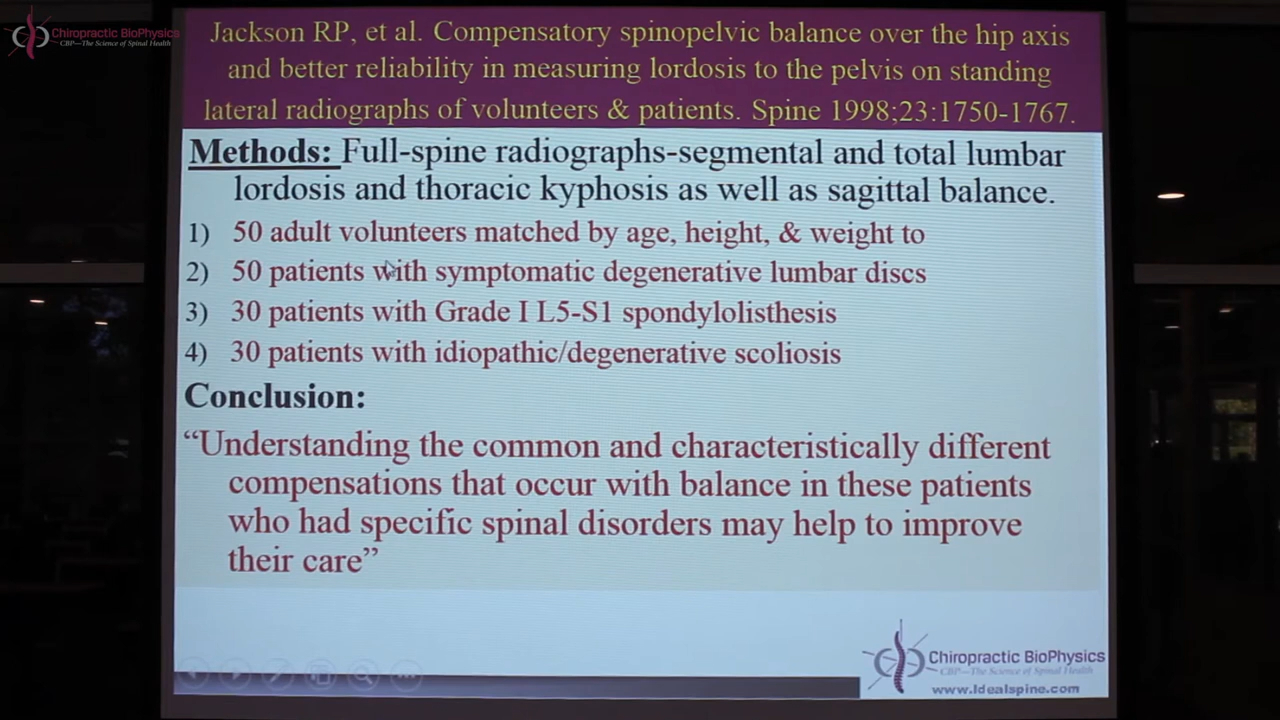 Chiropractic BioPhysics
CBP—The Science of Spinal Health
Jackson RP, et al. Compensatory spinopelvic balance over the hip axis
and better reliability in measuring lordosis to the pelvis on standing
lateral radiographs of volunteers & patients. Spine 1998;23:1750-1767.
Methods: Full-spine radiographs-segmental and total lumbar
lordosis and thoracic kyphosis as well as sagittal balance.
1) 50 adult volunteers matched by age, height, & weight to
2) 50 patients with symptomatic degenerative lumbar discs
3) 30 patients with Grade I L5-S1 spondylolisthesis
4) 30 patients with idiopathic/degenerative scoliosis
Conclusion:
“Understanding the common and characteristically different
compensations that occur with balance in these patients
who had specific spinal disorders may help to improve
their care”
Chiropractic BioPhysics
CBP—The Science of Spinal Health
www.Idealspine.com